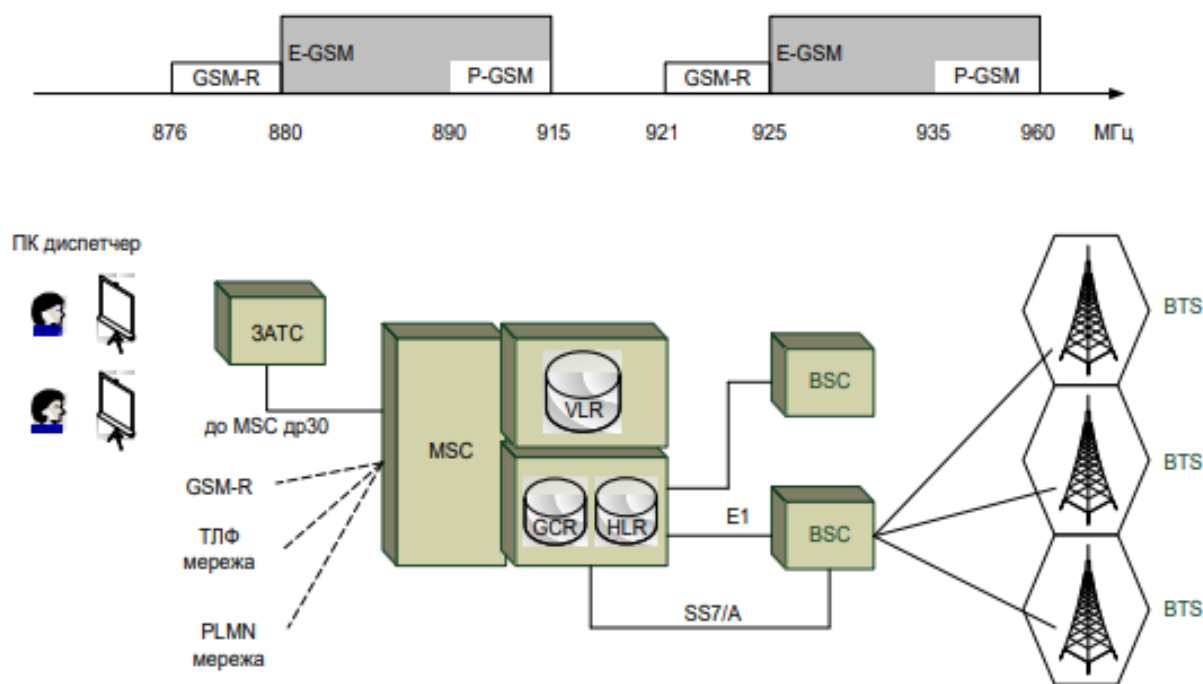 E-GSM
E-GSM
GSM-R
P-GSM
GSM-R
P-GSM
876
880
890
915
921
925
935
960
МГц
ПК диспетчер
ЗАТС
до MSC др30
GSM-R
ТЛФ
мережа
PLMN
мережа
MSC
VLR
GCR
HLR
E1
SS7/A
BSC
BSC
BTS
BTS
BTS